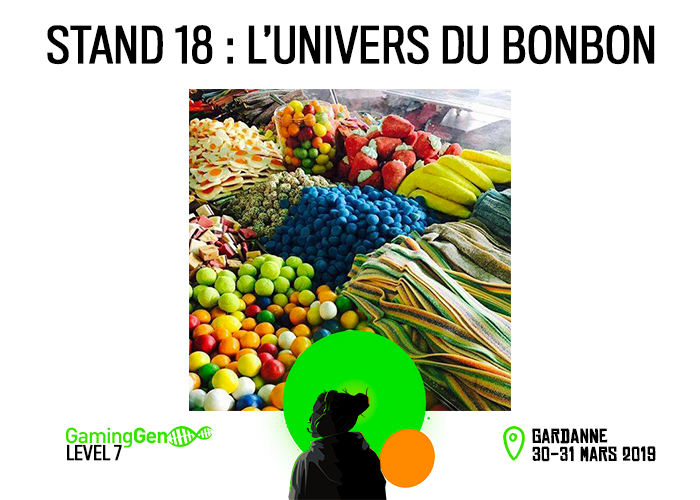 STAND 18 : L'UNIVERS DU BONBON
GamingGen
LEVEL 7
GARDANNE
30-31 MARS 2019